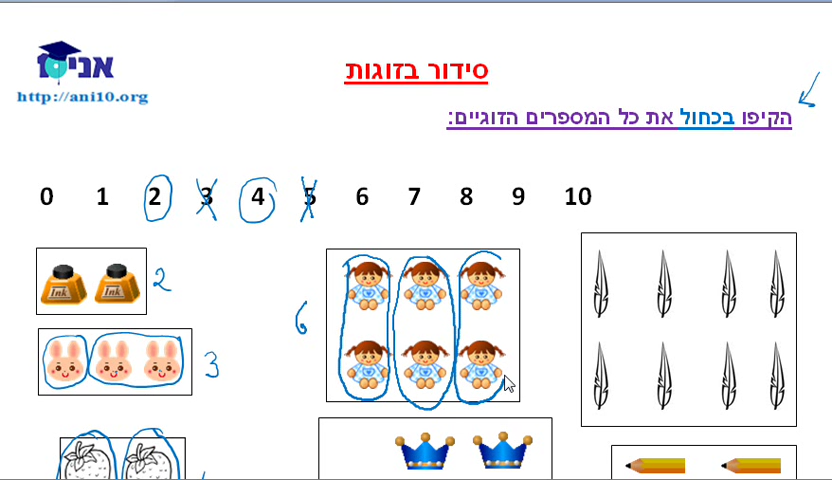 אני10
http://ani10.org
סידור בזוגות
הקיפו בכחול את כל המספרים הזוגיים:
0 1 2 3 4 5 6 7 8 9 10
Ink Ink 2
6
3